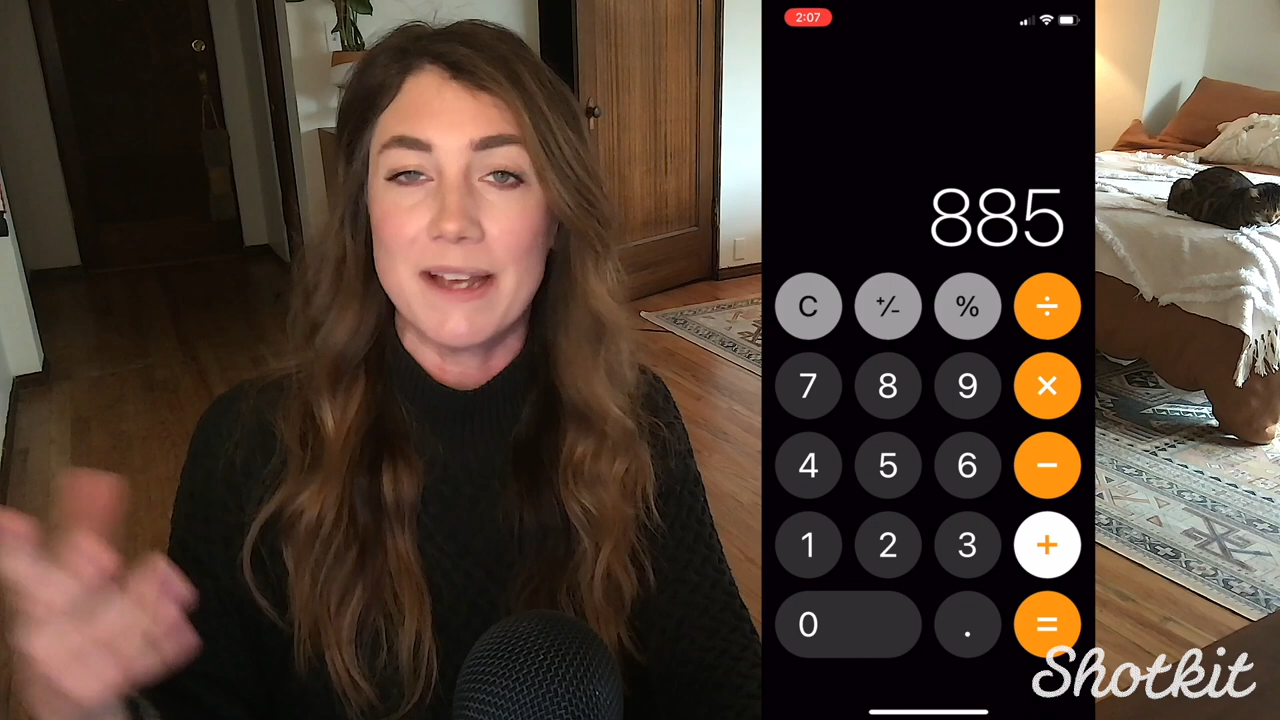 2:07
885
C +/- % ÷
7 8 9 ×
4 5 6 −
1 2 3 +
0 . =
Shotkit